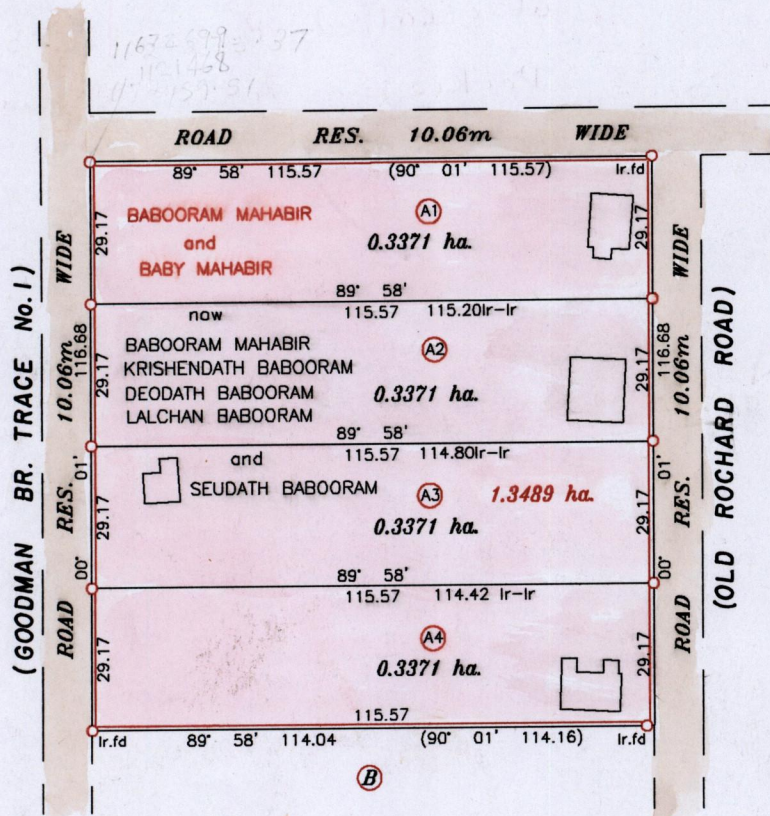 ROAD RES. 10.06m WIDE
89° 58' 115.57 (90° 01' 115.57) Ir.fd
BABOORAM MAHABIR
and
BABY MAHABIR
A1
0.3371 ha.
29.17
29.17
89° 58'
now 115.57 115.20Ir-Ir
BABOORAM MAHABIR
KRISHENDATH BABOORAM
DEODATH BABOORAM
LALCHAN BABOORAM
A2
0.3371 ha.
29.17
29.17
89° 58'
and 115.57 114.80Ir-Ir
SEUDATH BABOORAM
A3
1.3489 ha.
0.3371 ha.
29.17
29.17
89° 58'
115.57 114.42 Ir-Ir
A4
0.3371 ha.
29.17
29.17
115.57
Ir.fd 89° 58' 114.04 (90° 01' 114.16) Ir.fd
B
(GOODMAN BR. TRACE No. 1)
ROAD RES. 10.06m WIDE
00° 01' 116.68
ROAD RES. 10.06m WIDE
00° 01' 116.68
(OLD ROCHARD ROAD)